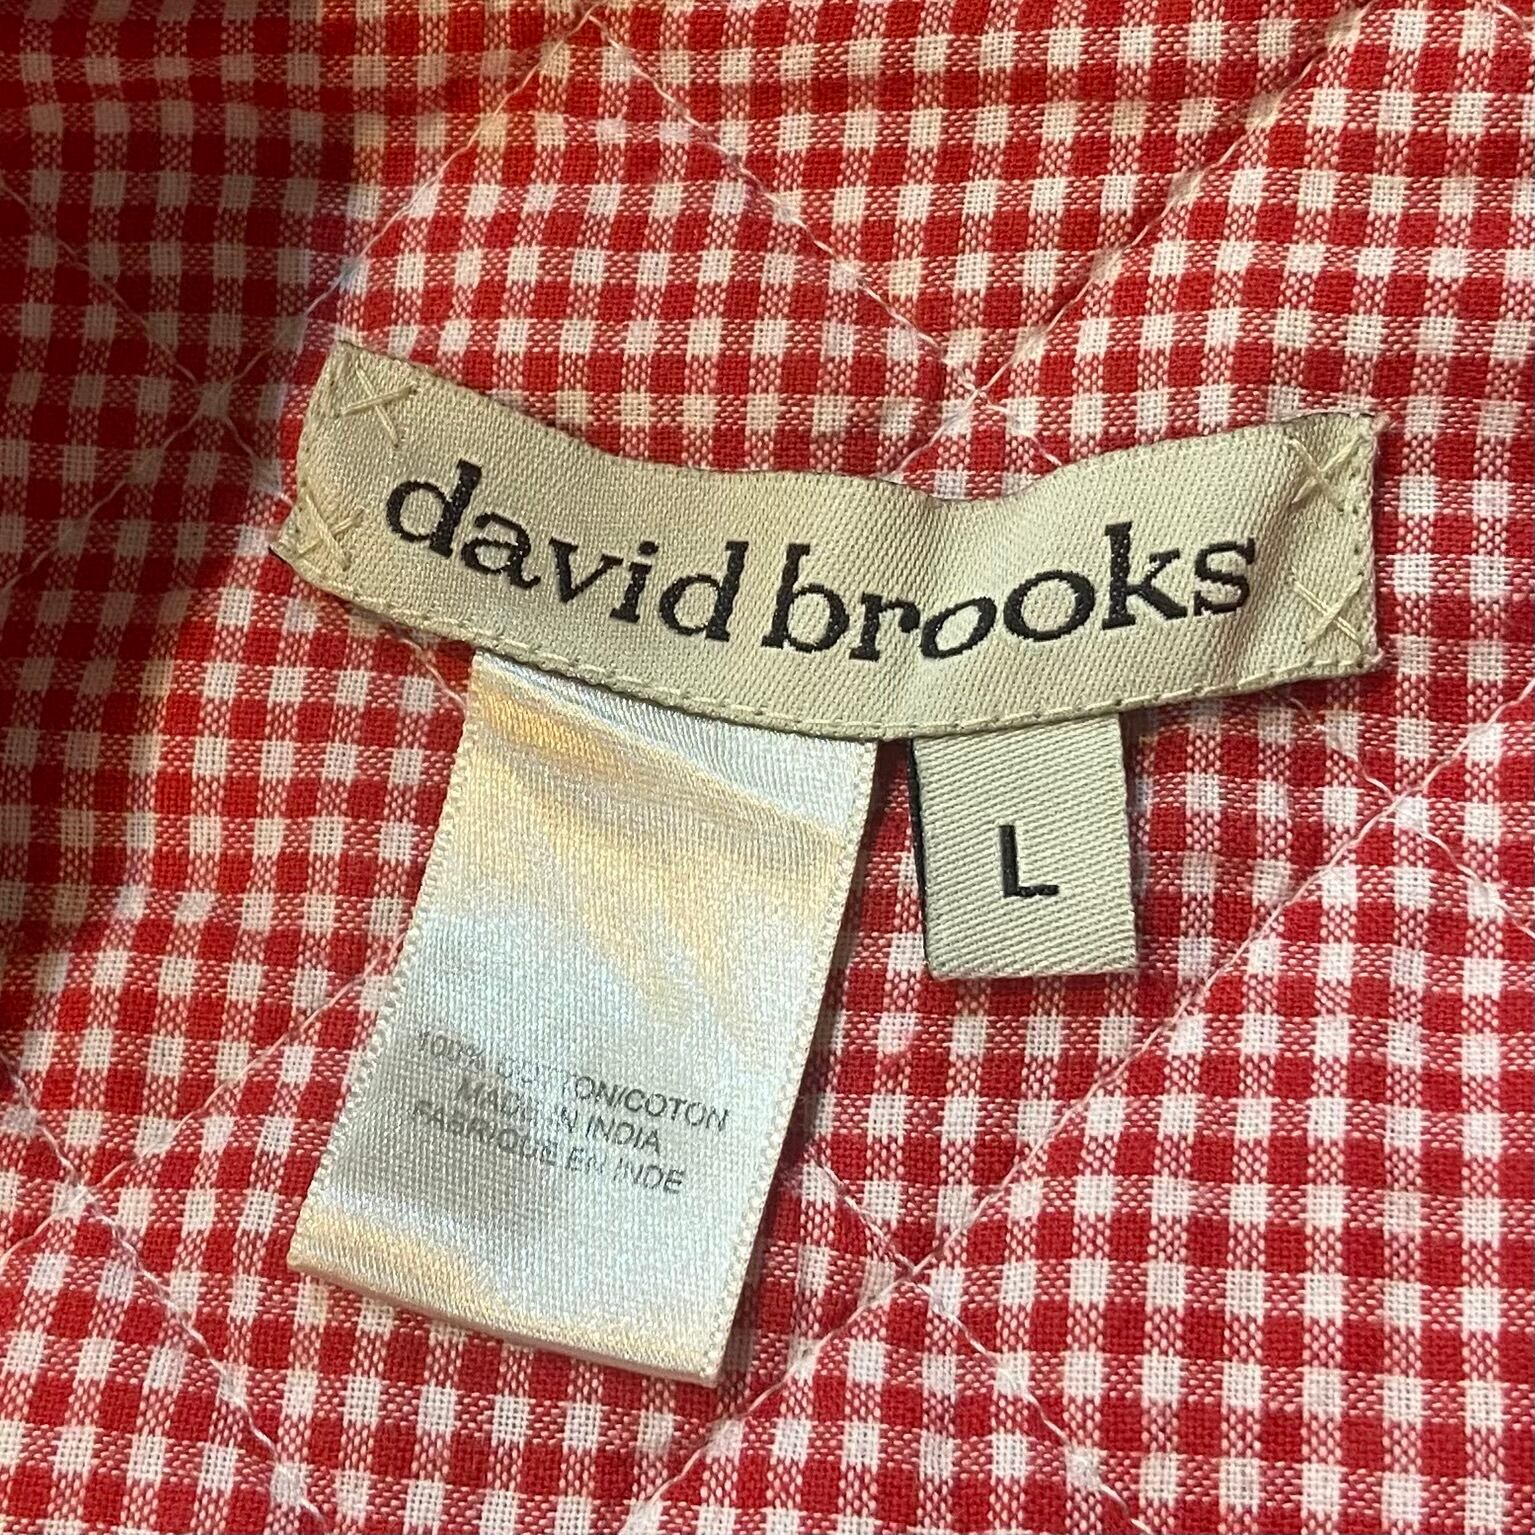 david brooks
L
100% COTTON/COTON
MADE IN INDIA
FABRIQUE EN INDE